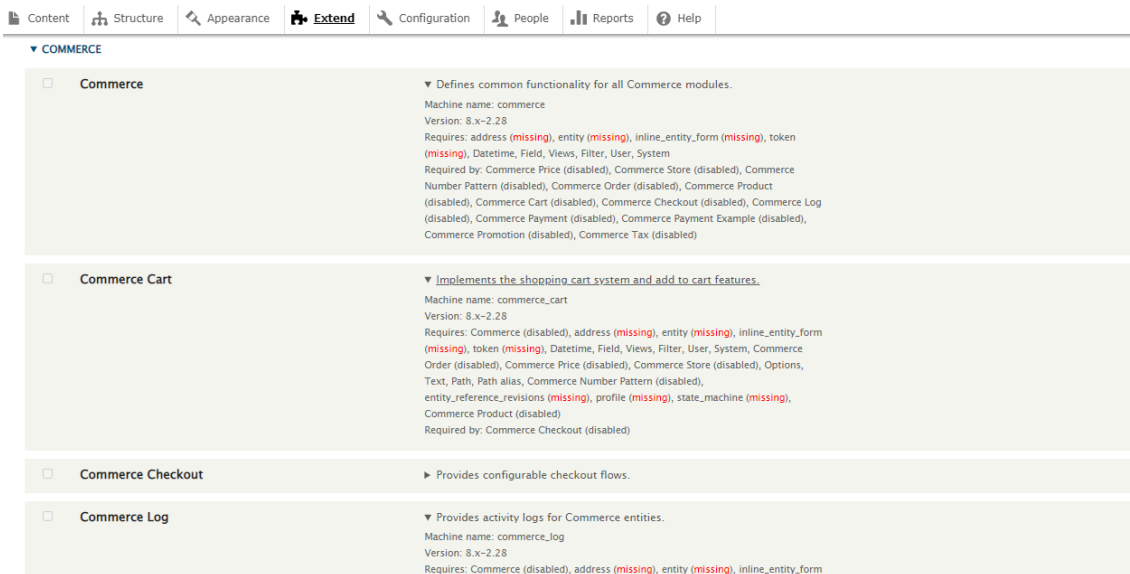 Content Structure Appearance Extend Configuration People Reports Help
▼ COMMERCE
Commerce
▼ Defines common functionality for all Commerce modules.
Machine name: commerce
Version: 8.x-2.28
Requires: address (missing), entity (missing), inline_entity_form (missing), token
(missing), Datetime, Field, Views, Filter, User, System
Required by: Commerce Price (disabled), Commerce Store (disabled), Commerce
Number Pattern (disabled), Commerce Order (disabled), Commerce Product
(disabled), Commerce Cart (disabled), Commerce Checkout (disabled), Commerce Log
(disabled), Commerce Payment (disabled), Commerce Payment Example (disabled),
Commerce Promotion (disabled), Commerce Tax (disabled)
Commerce Cart
▼ Implements the shopping cart system and add to cart features.
Machine name: commerce_cart
Version: 8.x-2.28
Requires: Commerce (disabled), address (missing), entity (missing), inline_entity_form
(missing), token (missing), Datetime, Field, Views, Filter, User, System, Commerce
Order (disabled), Commerce Price (disabled), Commerce Store (disabled), Options,
Text, Path, Path alias, Commerce Number Pattern (disabled),
entity_reference_revisions (missing), profile (missing), state_machine (missing),
Commerce Product (disabled)
Required by: Commerce Checkout (disabled)
Commerce Checkout
► Provides configurable checkout flows.
Commerce Log
▼ Provides activity logs for Commerce entities.
Machine name: commerce_log
Version: 8.x-2.28
Requires: Commerce (disabled), address (missing), entity (missing), inline_entity_form